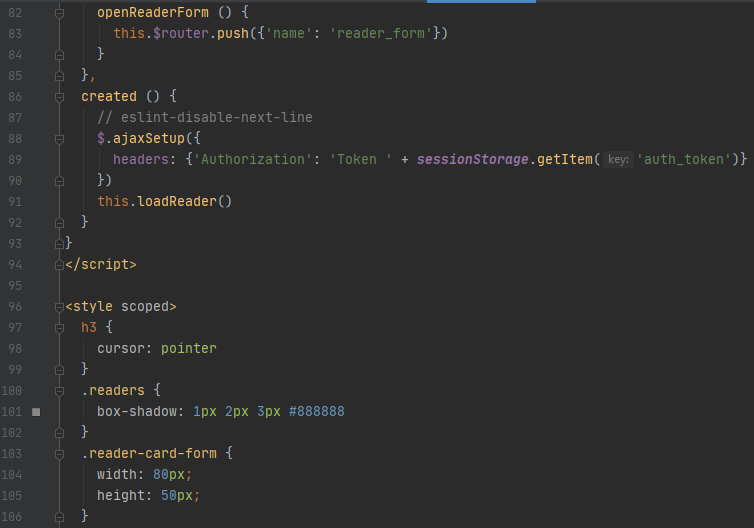 82 openReaderForm () {
83 this.$router.push({'name': 'reader_form'})
84 }
85 },
86 created () {
87 // eslint-disable-next-line
88 $.ajaxSetup({
89 headers: {'Authorization': 'Token ' + sessionStorage.getItem( key: 'auth_token')}
90 })
91 this.loadReader()
92 }
93 }
94 </script>
95
96 <style scoped>
97 h3 {
98 cursor: pointer
99 }
100 .readers {
101 box-shadow: 1px 2px 3px #888888
102 }
103 .reader-card-form {
104 width: 80px;
105 height: 50px;
106 }